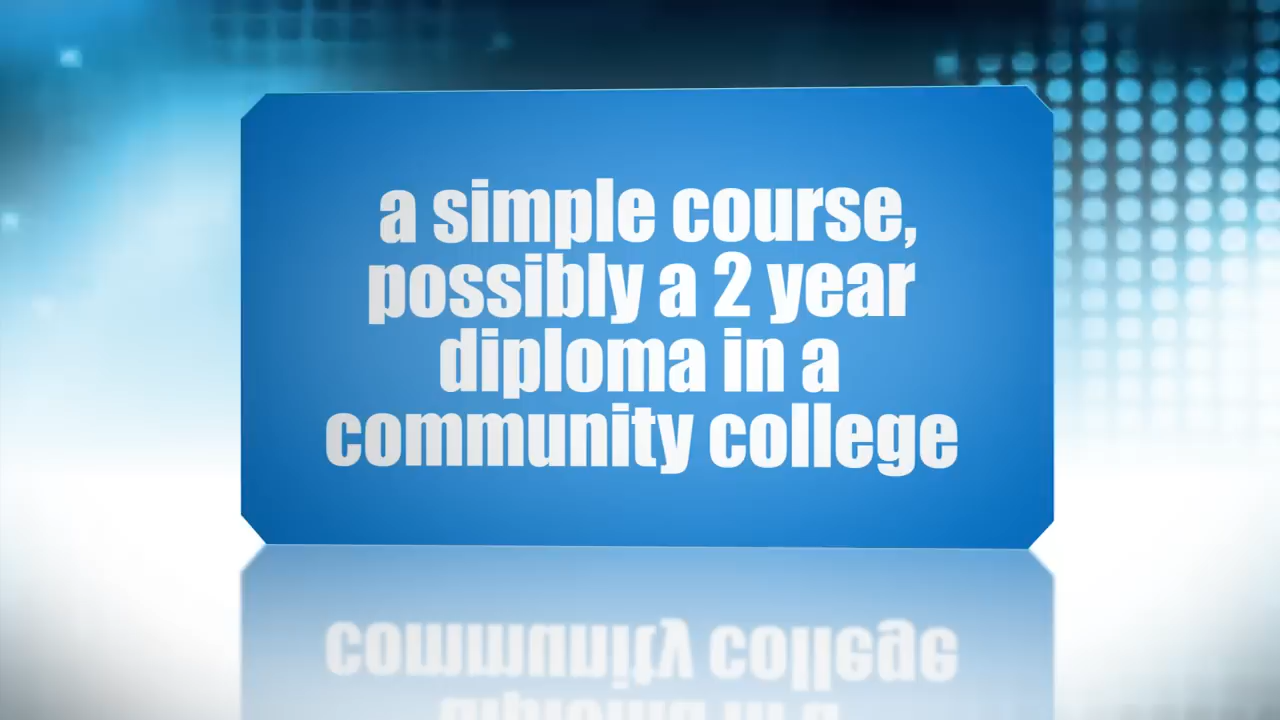 a simple course,
possibly a 2 year
diploma in a
community college